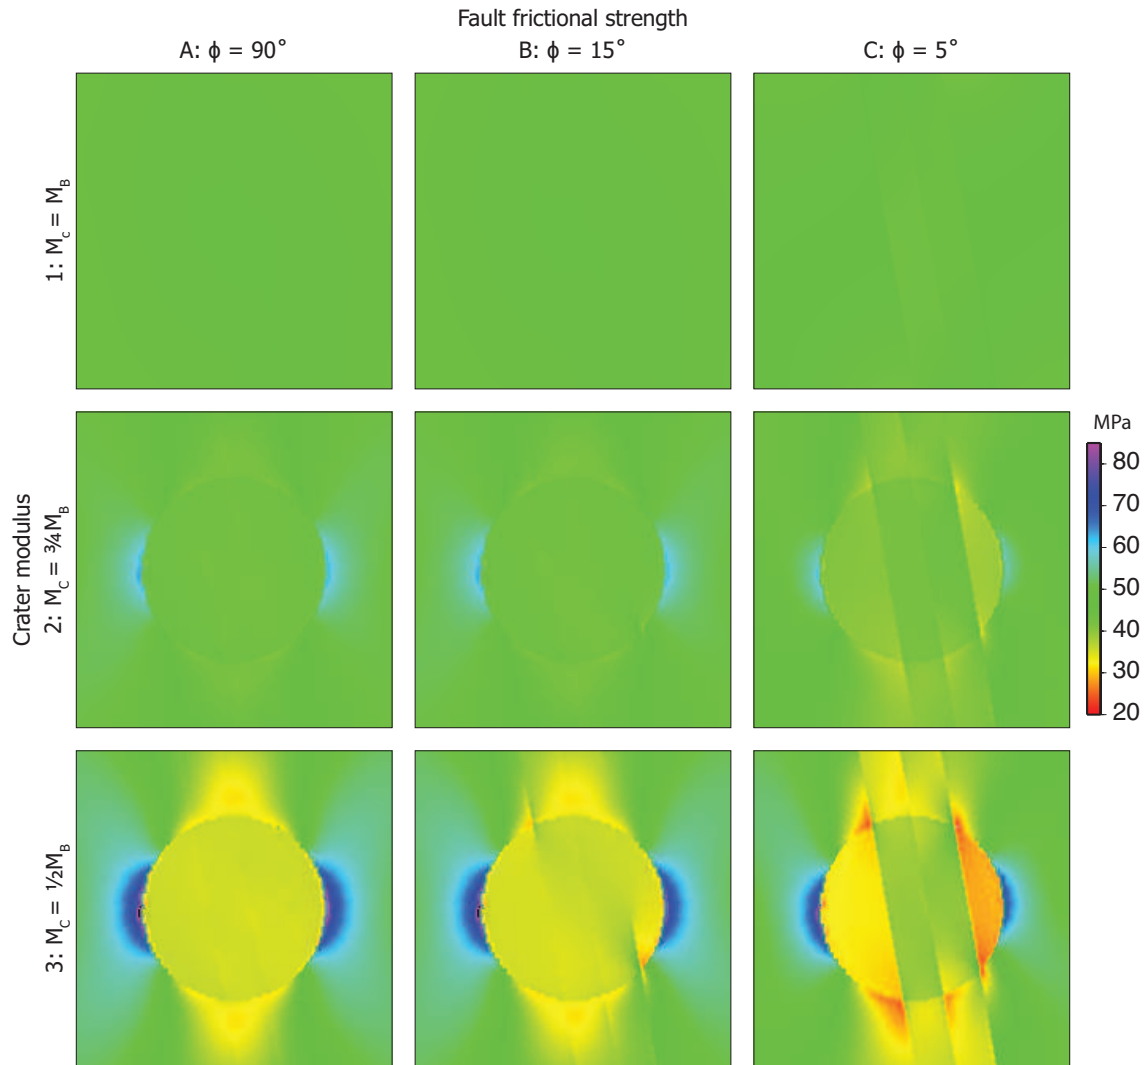 Fault frictional strength
A: ϕ = 90˚
B: ϕ = 15˚
C: ϕ = 5˚
Crater modulus
1: M_c = M_B
2: M_C = ¾M_B
3: M_C = ½M_B
MPa
80
70
60
50
40
30
20